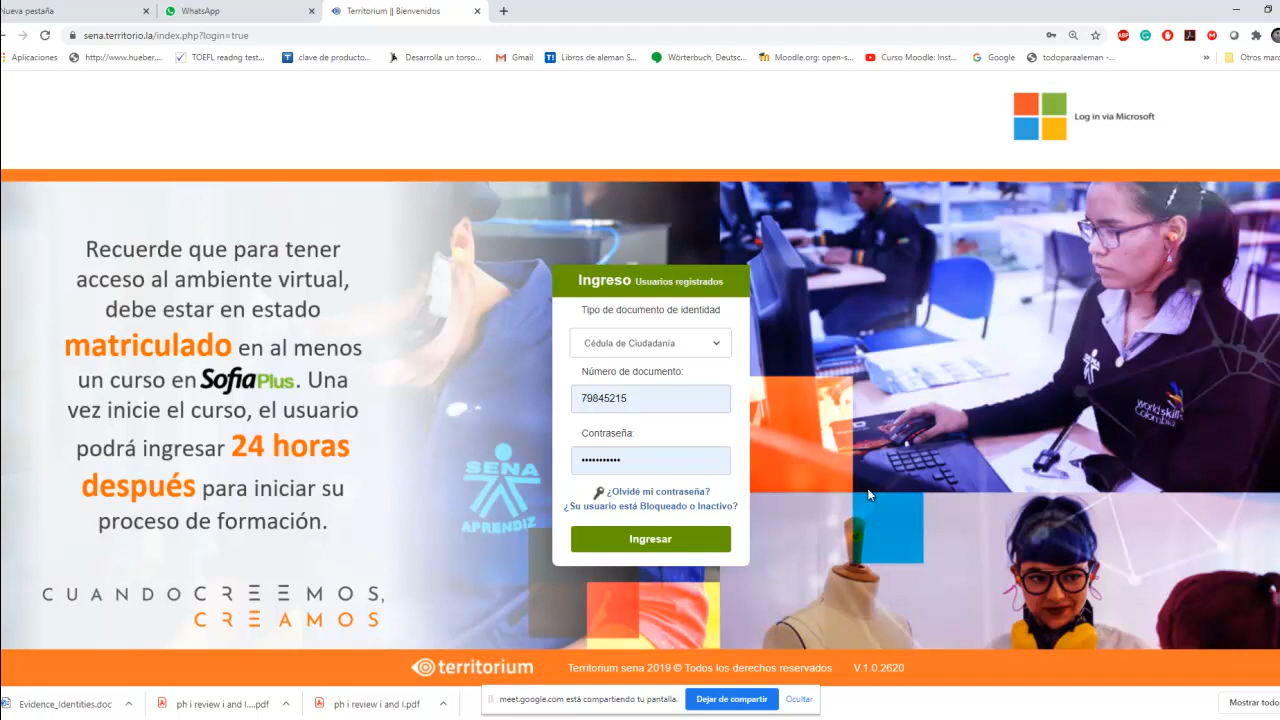 Nueva pestaña
WhatsApp
Territorium || Bienvenidos
sena.territorio.la/index.php?login=true
Aplicaciones
http://www.hueber....
TOEFL readng test...
clave de producto...
Desarrolla un torso...
Gmail
Libros de aleman S...
Wörterbuch, Deutsc...
Moodle.org: open-s...
Curso Moodle: Inst...
Google
todoparaaleman -...
»
Otros marc
Log in via Microsoft
Recuerde que para tener
acceso al ambiente virtual,
debe estar en estado
matriculado en al menos
un curso en Sofia Plus. Una
vez inicie el curso, el usuario
podrá ingresar 24 horas
después para iniciar su
proceso de formación.
CUANDO CREEMOS,
CREAMOS
SENA
APRENDIZ
Ingreso Usuarios registrados
Tipo de documento de identidad
Cédula de Ciudadanía
Número de documento:
79845215
Contraseña:
•••••••••••
¿Olvidé mi contraseña?
¿Su usuario está Bloqueado o Inactivo?
Ingresar
SENA
worldskills
Colombia
territorium
Territorium sena 2019 © Todos los derechos reservados
V.1.0.2620
Evidence_Identities.doc
ph i review i and I....pdf
ph i review i and I.pdf
meet.google.com está compartiendo tu pantalla.
Dejar de compartir
Ocultar
Mostrar todo